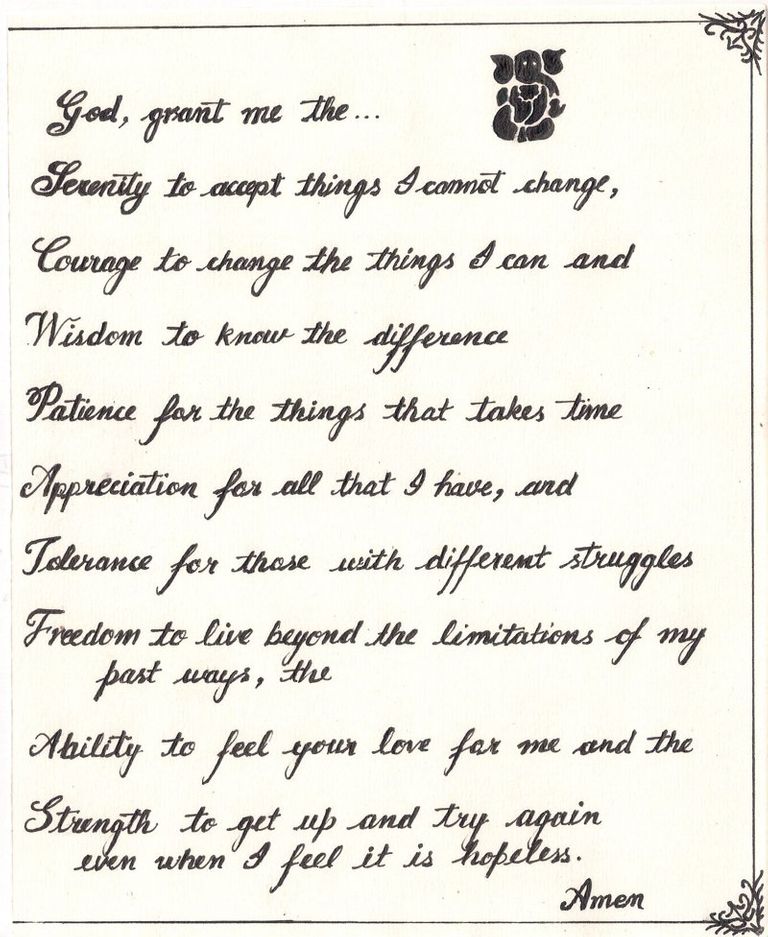 God, grant me the...
Serenity to accept things I cannot change,
Courage to change the things I can and
Wisdom to know the difference
Patience for the things that takes time
Appreciation for all that I have, and
Tolerance for those with different struggles
Freedom to live beyond the limitations of my
past ways, the
Ability to feel your love for me and the
Strength to get up and try again
even when I feel it is hopeless.
Amen